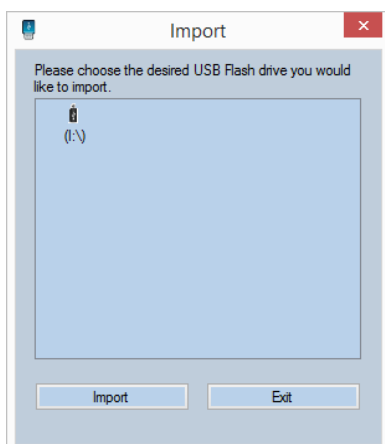 Import
Please choose the desired USB Flash drive you would
like to import.
(I:\)
Import
Exit